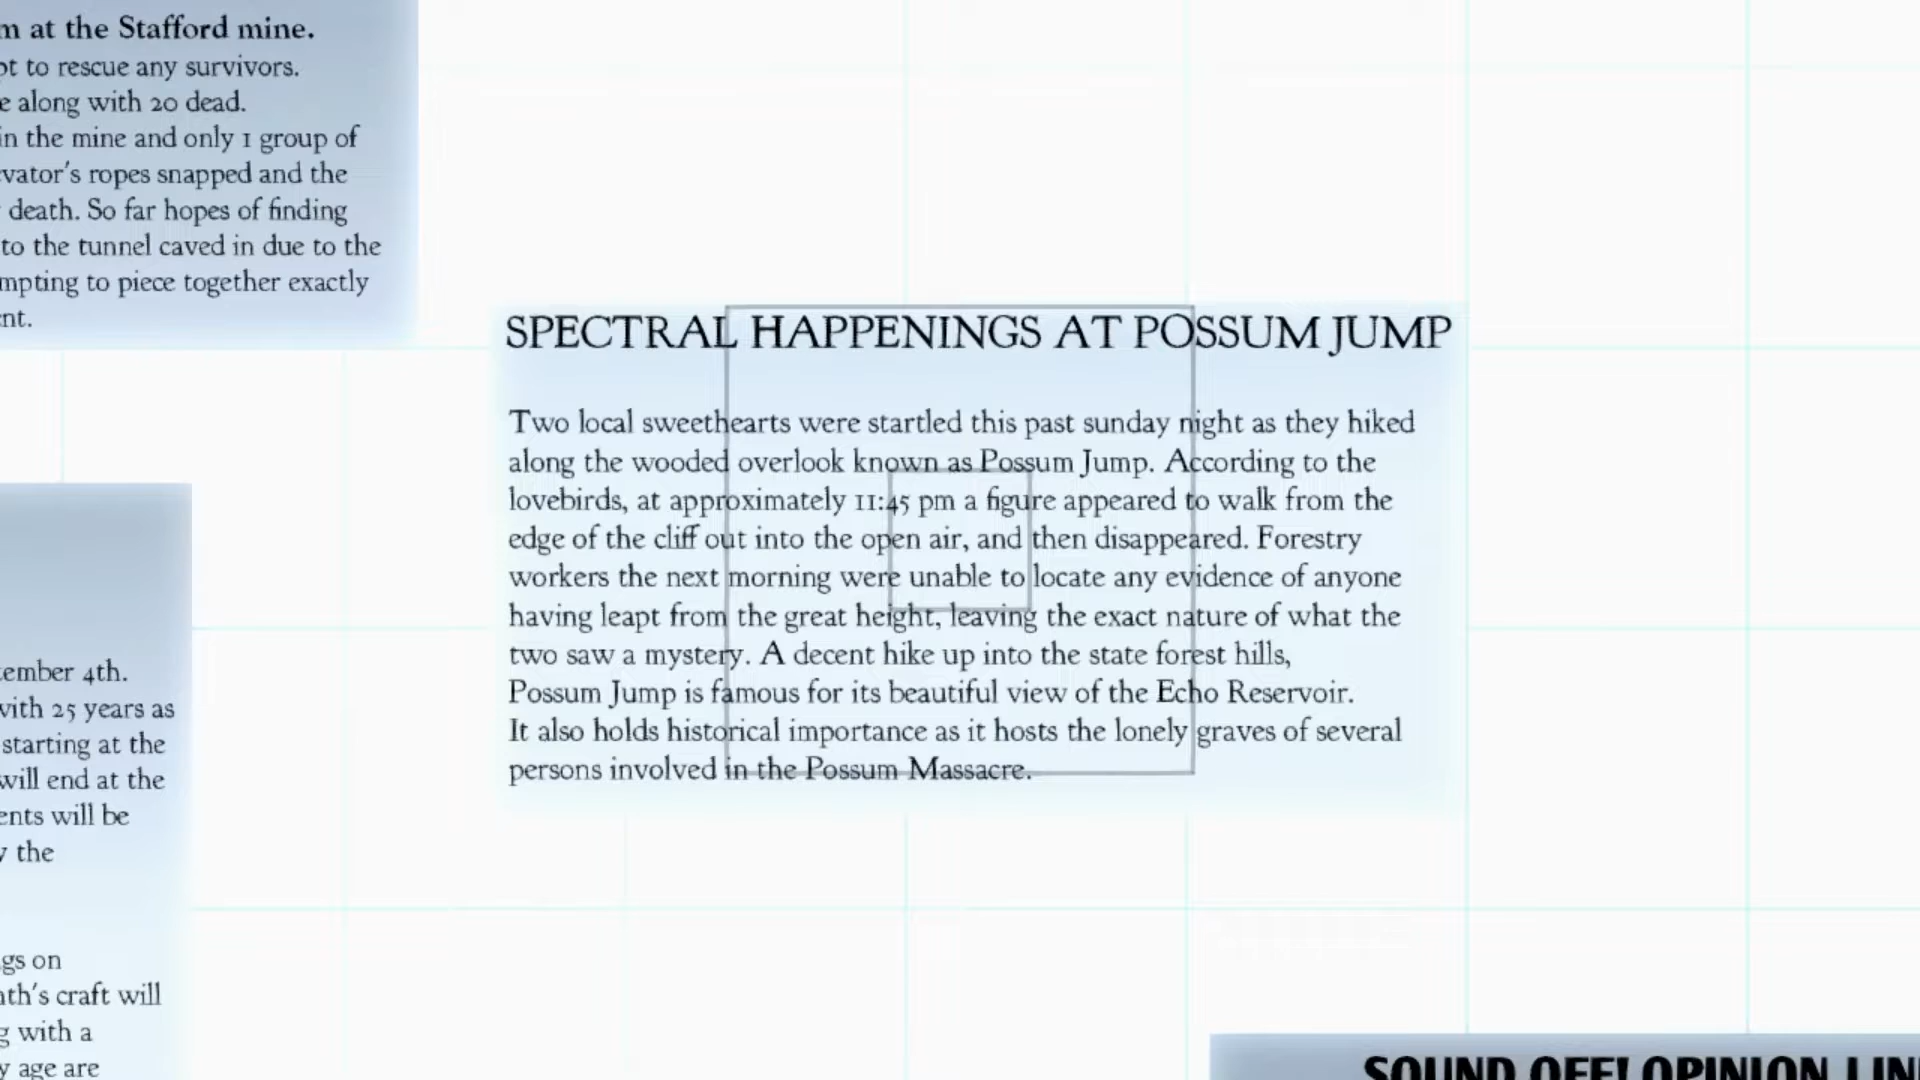 m at the Stafford mine.
to rescue any survivors.
e along with 20 dead.
in the mine and only 1 group of
vator's ropes snapped and the
death. So far hopes of finding
to the tunnel caved in due to the
mpting to piece together exactly
nt.
SPECTRAL HAPPENINGS AT POSSUM JUMP
Two local sweethearts were startled this past sunday night as they hiked
along the wooded overlook known as Possum Jump. According to the
lovebirds, at approximately 11:45 pm a figure appeared to walk from the
edge of the cliff out into the open air, and then disappeared. Forestry
workers the next morning were unable to locate any evidence of anyone
having leapt from the great height, leaving the exact nature of what the
two saw a mystery. A decent hike up into the state forest hills,
Possum Jump is famous for its beautiful view of the Echo Reservoir.
It also holds historical importance as it hosts the lonely graves of several
persons involved in the Possum Massacre.
tember 4th.
with 25 years as
starting at the
will end at the
ents will be
the
gs on
th's craft will
with a
age are
SOUND OFF! OPINION LIN